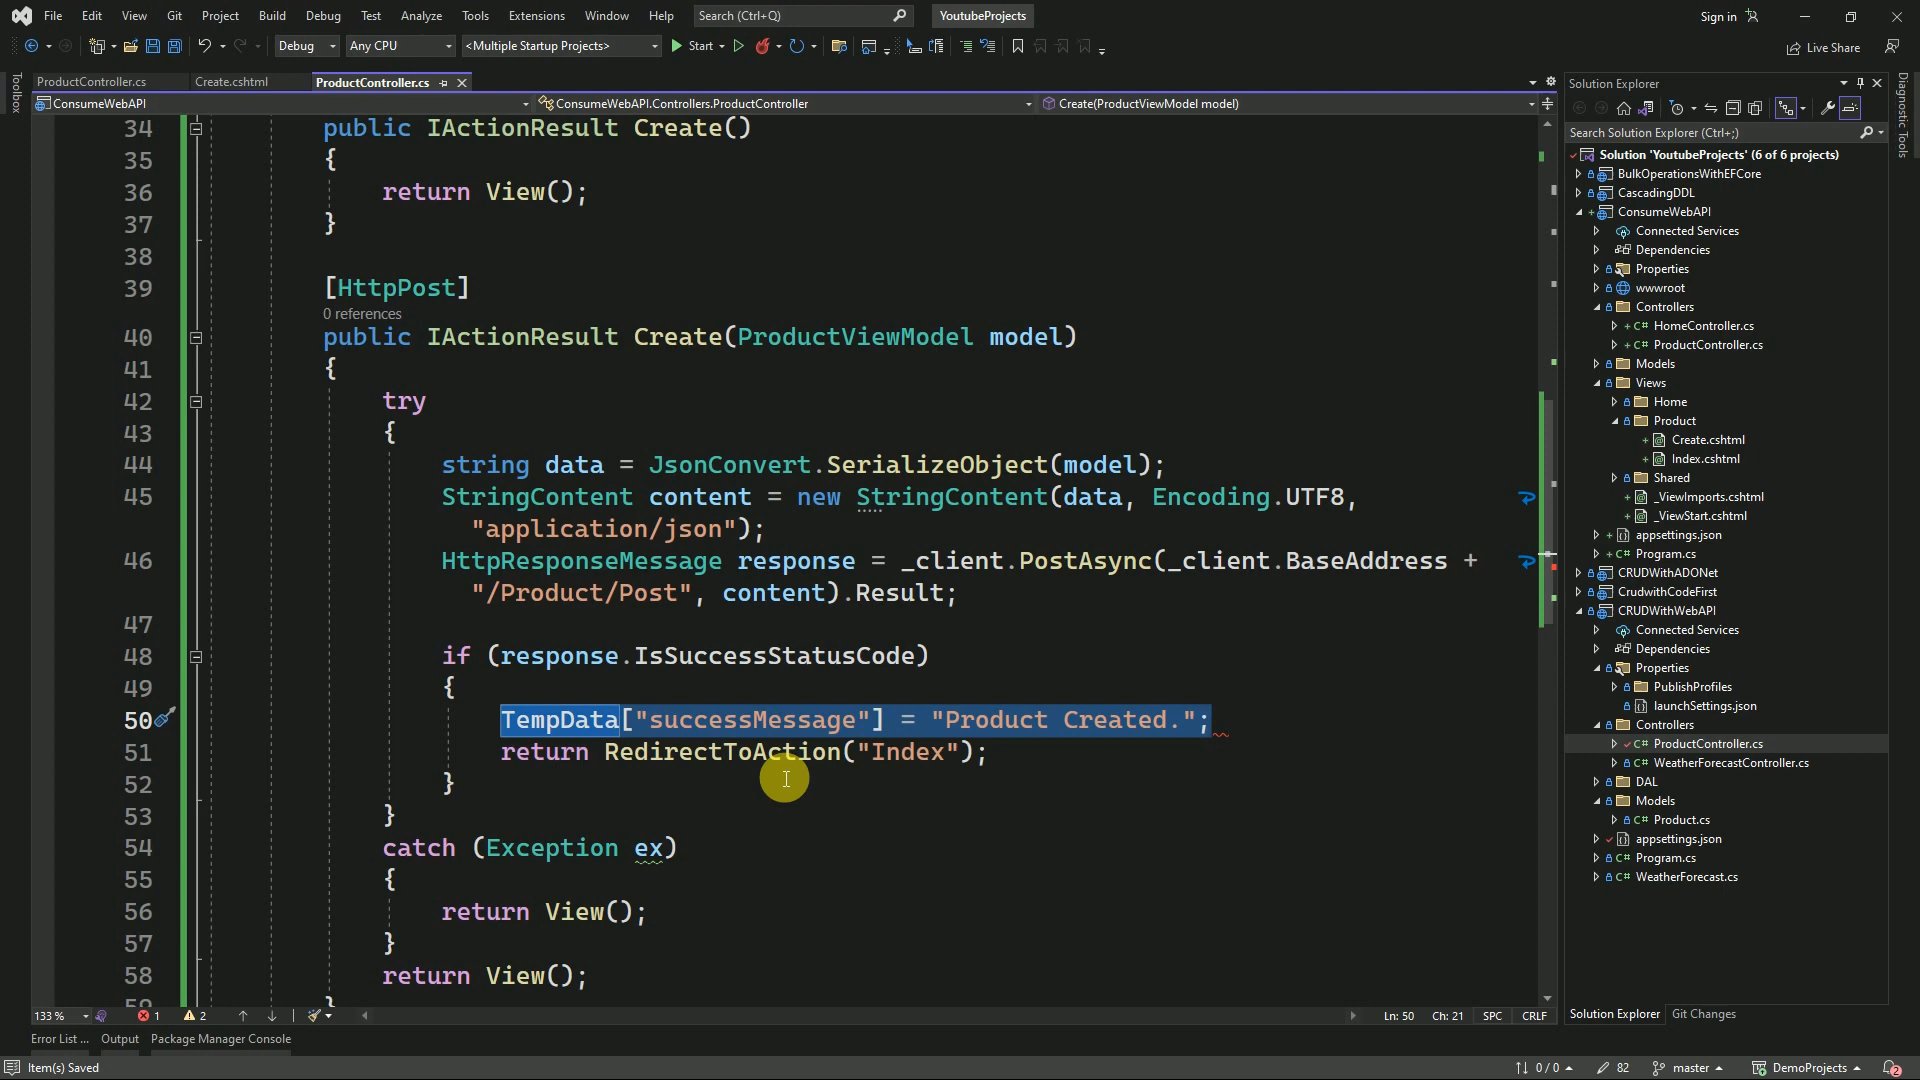 File Edit View Git Project Build Debug Test Analyze Tools Extensions Window Help Search (Ctrl+Q) YoutubeProjects Sign in
Debug Any CPU <Multiple Startup Projects> Start Live Share
Toolbox
ProductController.cs Create.cshtml ProductController.cs
ConsumeWebAPI ConsumeWebAPI.Controllers.ProductController Create(ProductViewModel model)
34 public IActionResult Create()
35 {
36 return View();
37 }
38
39 [HttpPost]
0 references
40 public IActionResult Create(ProductViewModel model)
41 {
42 try
43 {
44 string data = JsonConvert.SerializeObject(model);
45 StringContent content = new StringContent(data, Encoding.UTF8,
"application/json");
46 HttpResponseMessage response = _client.PostAsync(_client.BaseAddress +
"/Product/Post", content).Result;
47
48 if (response.IsSuccessStatusCode)
49 {
50 TempData["successMessage"] = "Product Created.";
51 return RedirectToAction("Index");
52 }
53 }
54 catch (Exception ex)
55 {
56 return View();
57 }
58 return View();
59 }
133 % 1 2 Ln: 50 Ch: 21 SPC CRLF
Error List ... Output Package Manager Console
Item(s) Saved 0 / 0 82 master DemoProjects 2
Solution Explorer
Search Solution Explorer (Ctrl+;)
Solution 'YoutubeProjects' (6 of 6 projects)
BulkOperationsWithEFCore
CascadingDDL
ConsumeWebAPI
Connected Services
Dependencies
Properties
wwwroot
Controllers
C# HomeController.cs
C# ProductController.cs
Models
Views
Home
Product
Create.cshtml
Index.cshtml
Shared
_ViewImports.cshtml
_ViewStart.cshtml
appsettings.json
C# Program.cs
CRUDWithADONet
CrudwithCodeFirst
CRUDWithWebAPI
Connected Services
Dependencies
Properties
PublishProfiles
launchSettings.json
Controllers
C# ProductController.cs
C# WeatherForecastController.cs
DAL
Models
C# Product.cs
appsettings.json
C# Program.cs
C# WeatherForecast.cs
Solution Explorer Git Changes
Diagnostic Tools